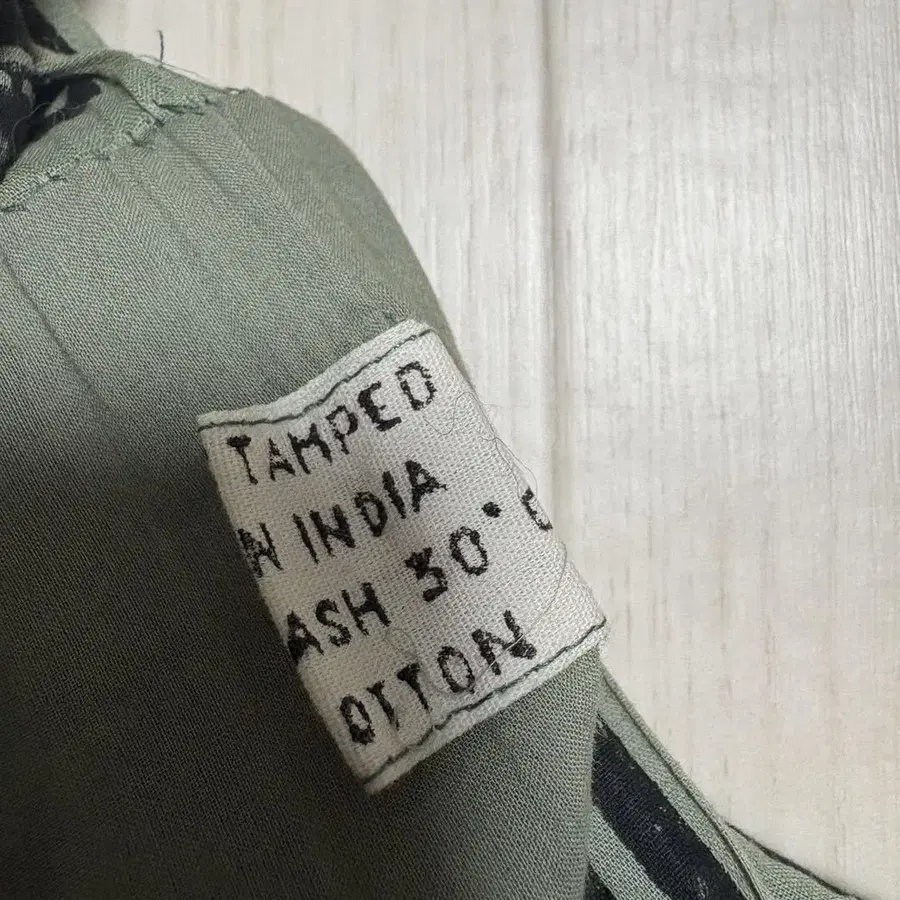 TAMPED
N INDIA
ASH 30° C
OTTON